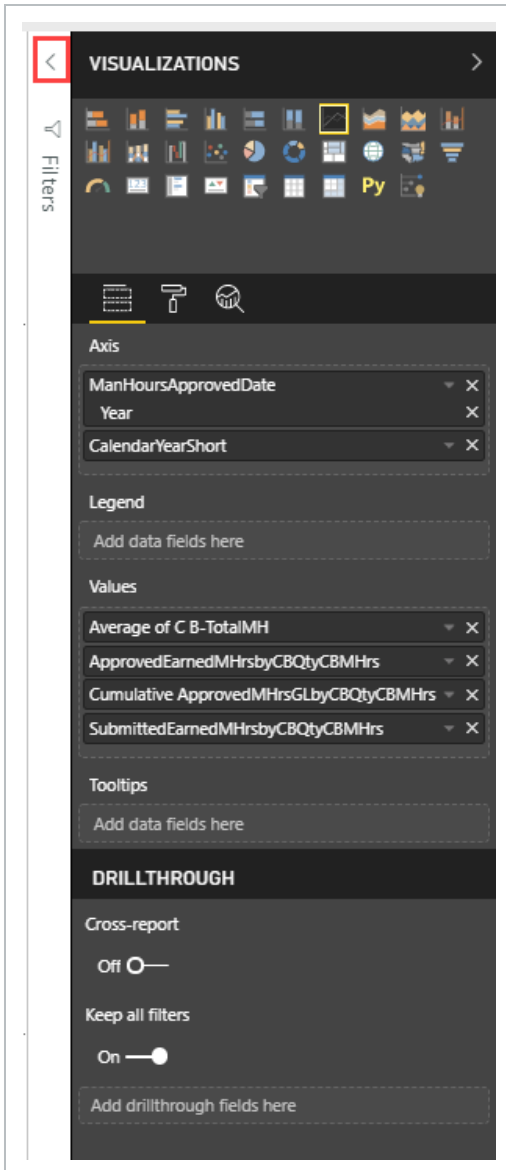 VISUALIZATIONS
Filters
123
Py
Axis
ManHoursApprovedDate
Year
CalendarYearShort
Legend
Add data fields here
Values
Average of C B-TotalMH
ApprovedEarnedMHrsbyCBQtyCBMHrs
Cumulative ApprovedMHrsGLbyCBQtyCBMHrs
SubmittedEarnedMHrsbyCBQtyCBMHrs
Tooltips
Add data fields here
DRILLTHROUGH
Cross-report
Off
Keep all filters
On
Add drillthrough fields here